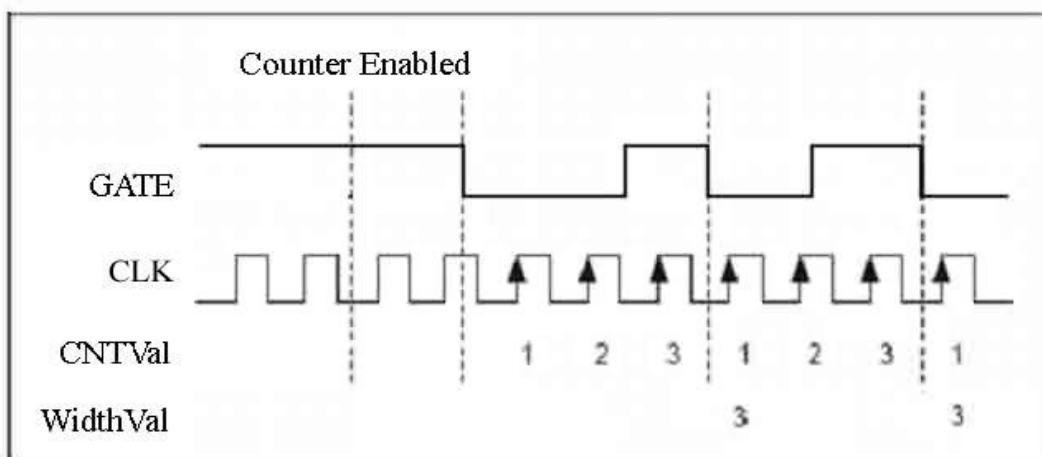 Counter Enabled
GATE
CLK
CNTVal 1 2 3 1 2 3 1
WidthVal 3 3